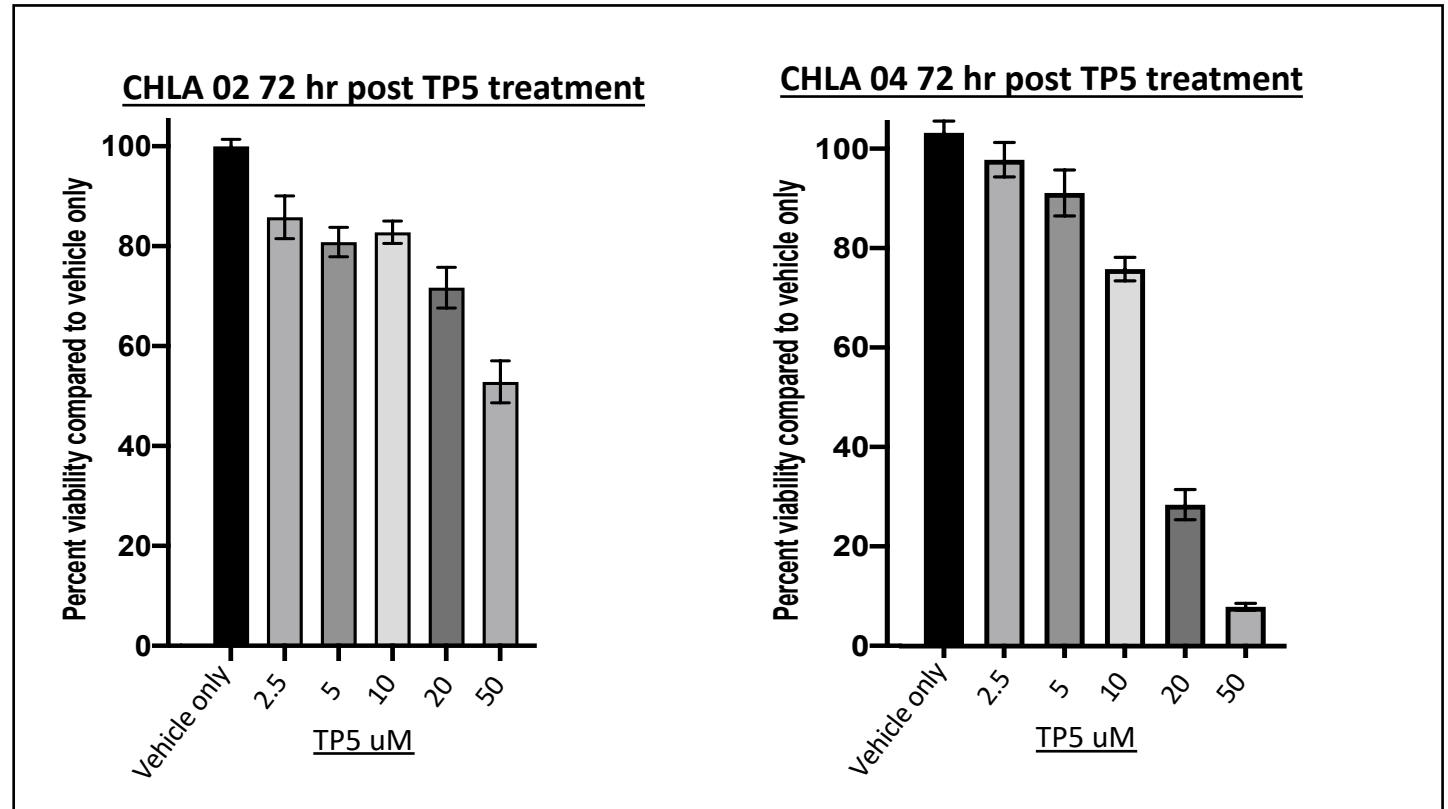 CHLA 02 72 hr post TP5 treatment
Percent viability compared to vehicle only
100
80
60
40
20
0
Vehicle only
2.5
5
10
20
50
TP5 uM
CHLA 04 72 hr post TP5 treatment
Percent viability compared to vehicle only
100
80
60
40
20
0
Vehicle only
2.5
5
10
20
50
TP5 uM